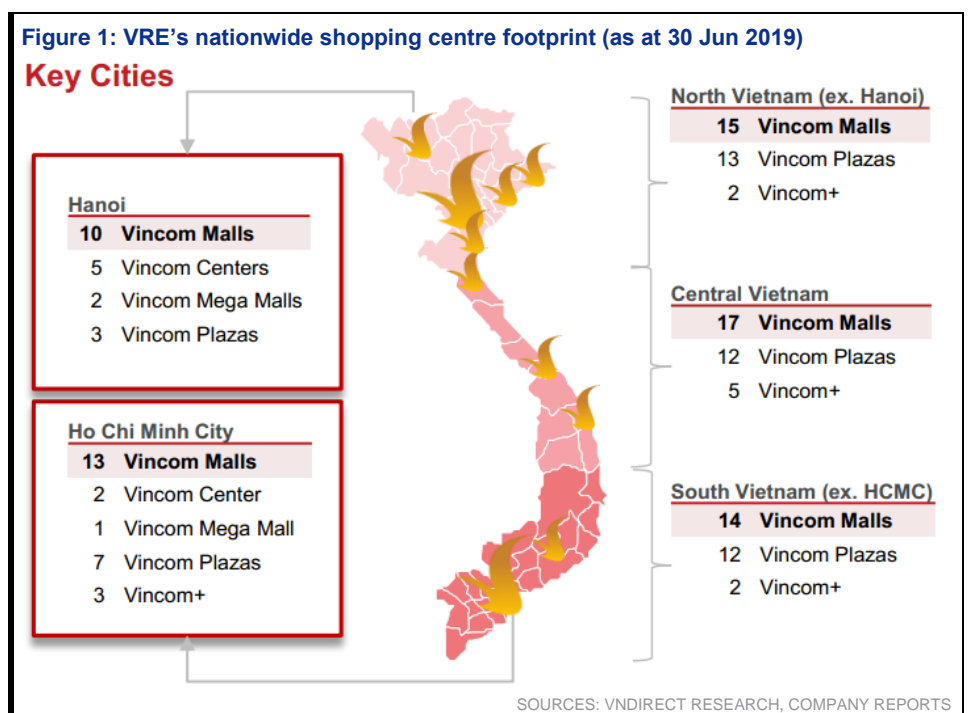 Figure 1: VRE's nationwide shopping centre footprint (as at 30 Jun 2019)
Key Cities
Hanoi
10 Vincom Malls
5 Vincom Centers
2 Vincom Mega Malls
3 Vincom Plazas
Ho Chi Minh City
13 Vincom Malls
2 Vincom Center
1 Vincom Mega Mall
7 Vincom Plazas
3 Vincom+
North Vietnam (ex. Hanoi)
15 Vincom Malls
13 Vincom Plazas
2 Vincom+
Central Vietnam
17 Vincom Malls
12 Vincom Plazas
5 Vincom+
South Vietnam (ex. HCMC)
14 Vincom Malls
12 Vincom Plazas
2 Vincom+
SOURCES: VNDIRECT RESEARCH, COMPANY REPORTS